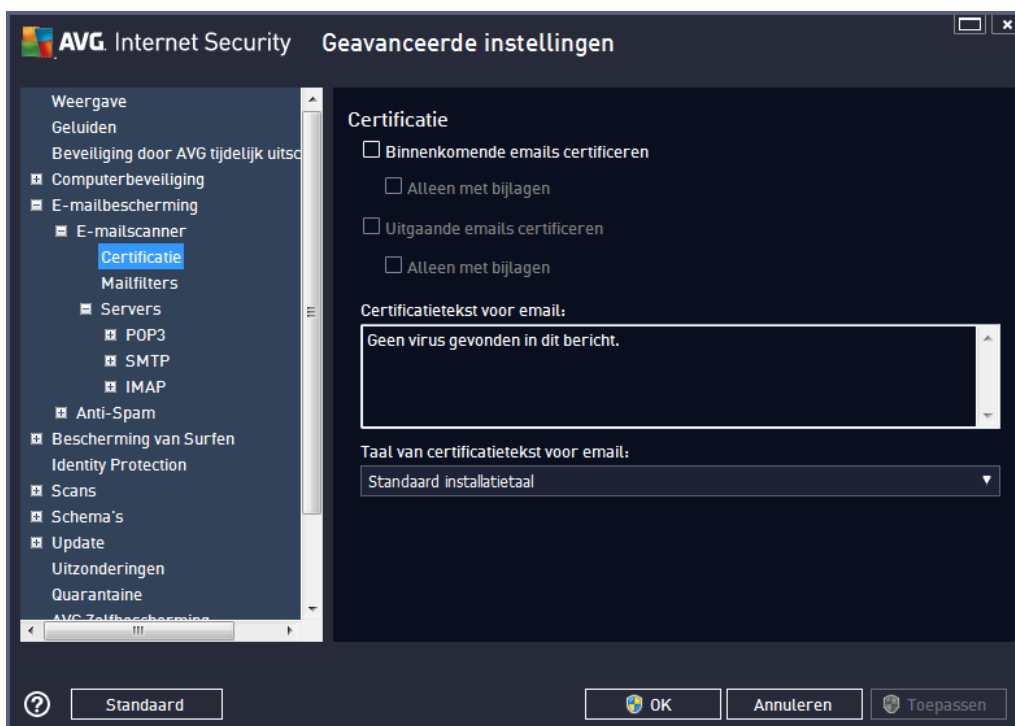 AVG. Internet Security Geavanceerde instellingen
Weergave
Geluiden
Beveiliging door AVG tijdelijk uitsc
Computerbeveiliging
E-mailbescherming
E-mailscanner
Certificatie
Mailfilters
Servers
POP3
SMTP
IMAP
Anti-Spam
Bescherming van Surfen
Identity Protection
Scans
Schema's
Update
Uitzonderingen
Quarantaine
AVG Zelfbescherming
Certificatie
Binnenkomende emails certificeren
Alleen met bijlagen
Uitgaande emails certificeren
Alleen met bijlagen
Certificatietekst voor email:
Geen virus gevonden in dit bericht.
Taal van certificatietekst voor email:
Standaard installatietaal
Standaard
OK
Annuleren
Toepassen